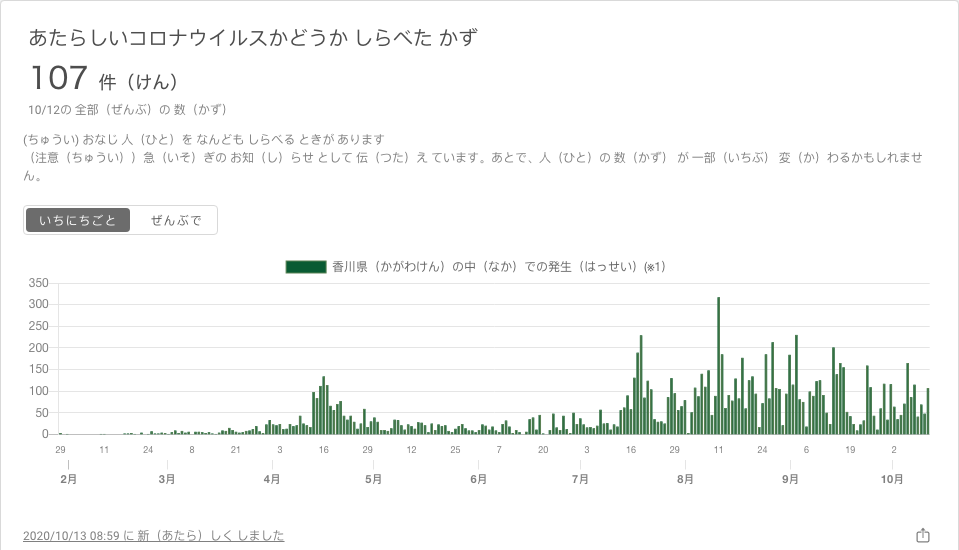 あたらしいコロナウイルスかどうか しらべた かず
107 件（けん）
10/12の 全部（ぜんぶ）の 数（かず）
(ちゅうい) おなじ 人（ひと）を なんども しらべる ときが あります
（注意（ちゅうい））急（いそ）ぎの お知（し）らせ として 伝（つた）え ています。あとで、人（ひと）の 数（かず） が 一部（いちぶ） 変（か）わるかもしれませ
ん。
いちにちごと ぜんぶで
香川県（かがわけん）の中（なか）での発生（はっせい）(※1)
350
300
250
200
150
100
50
0
29 11 24 8 21 3 16 29 12 25 7 20 3 16 29 11 24 6 19 2
2月 3月 4月 5月 6月 7月 8月 9月 10月
2020/10/13 08:59 に 新（あたら）しく しました